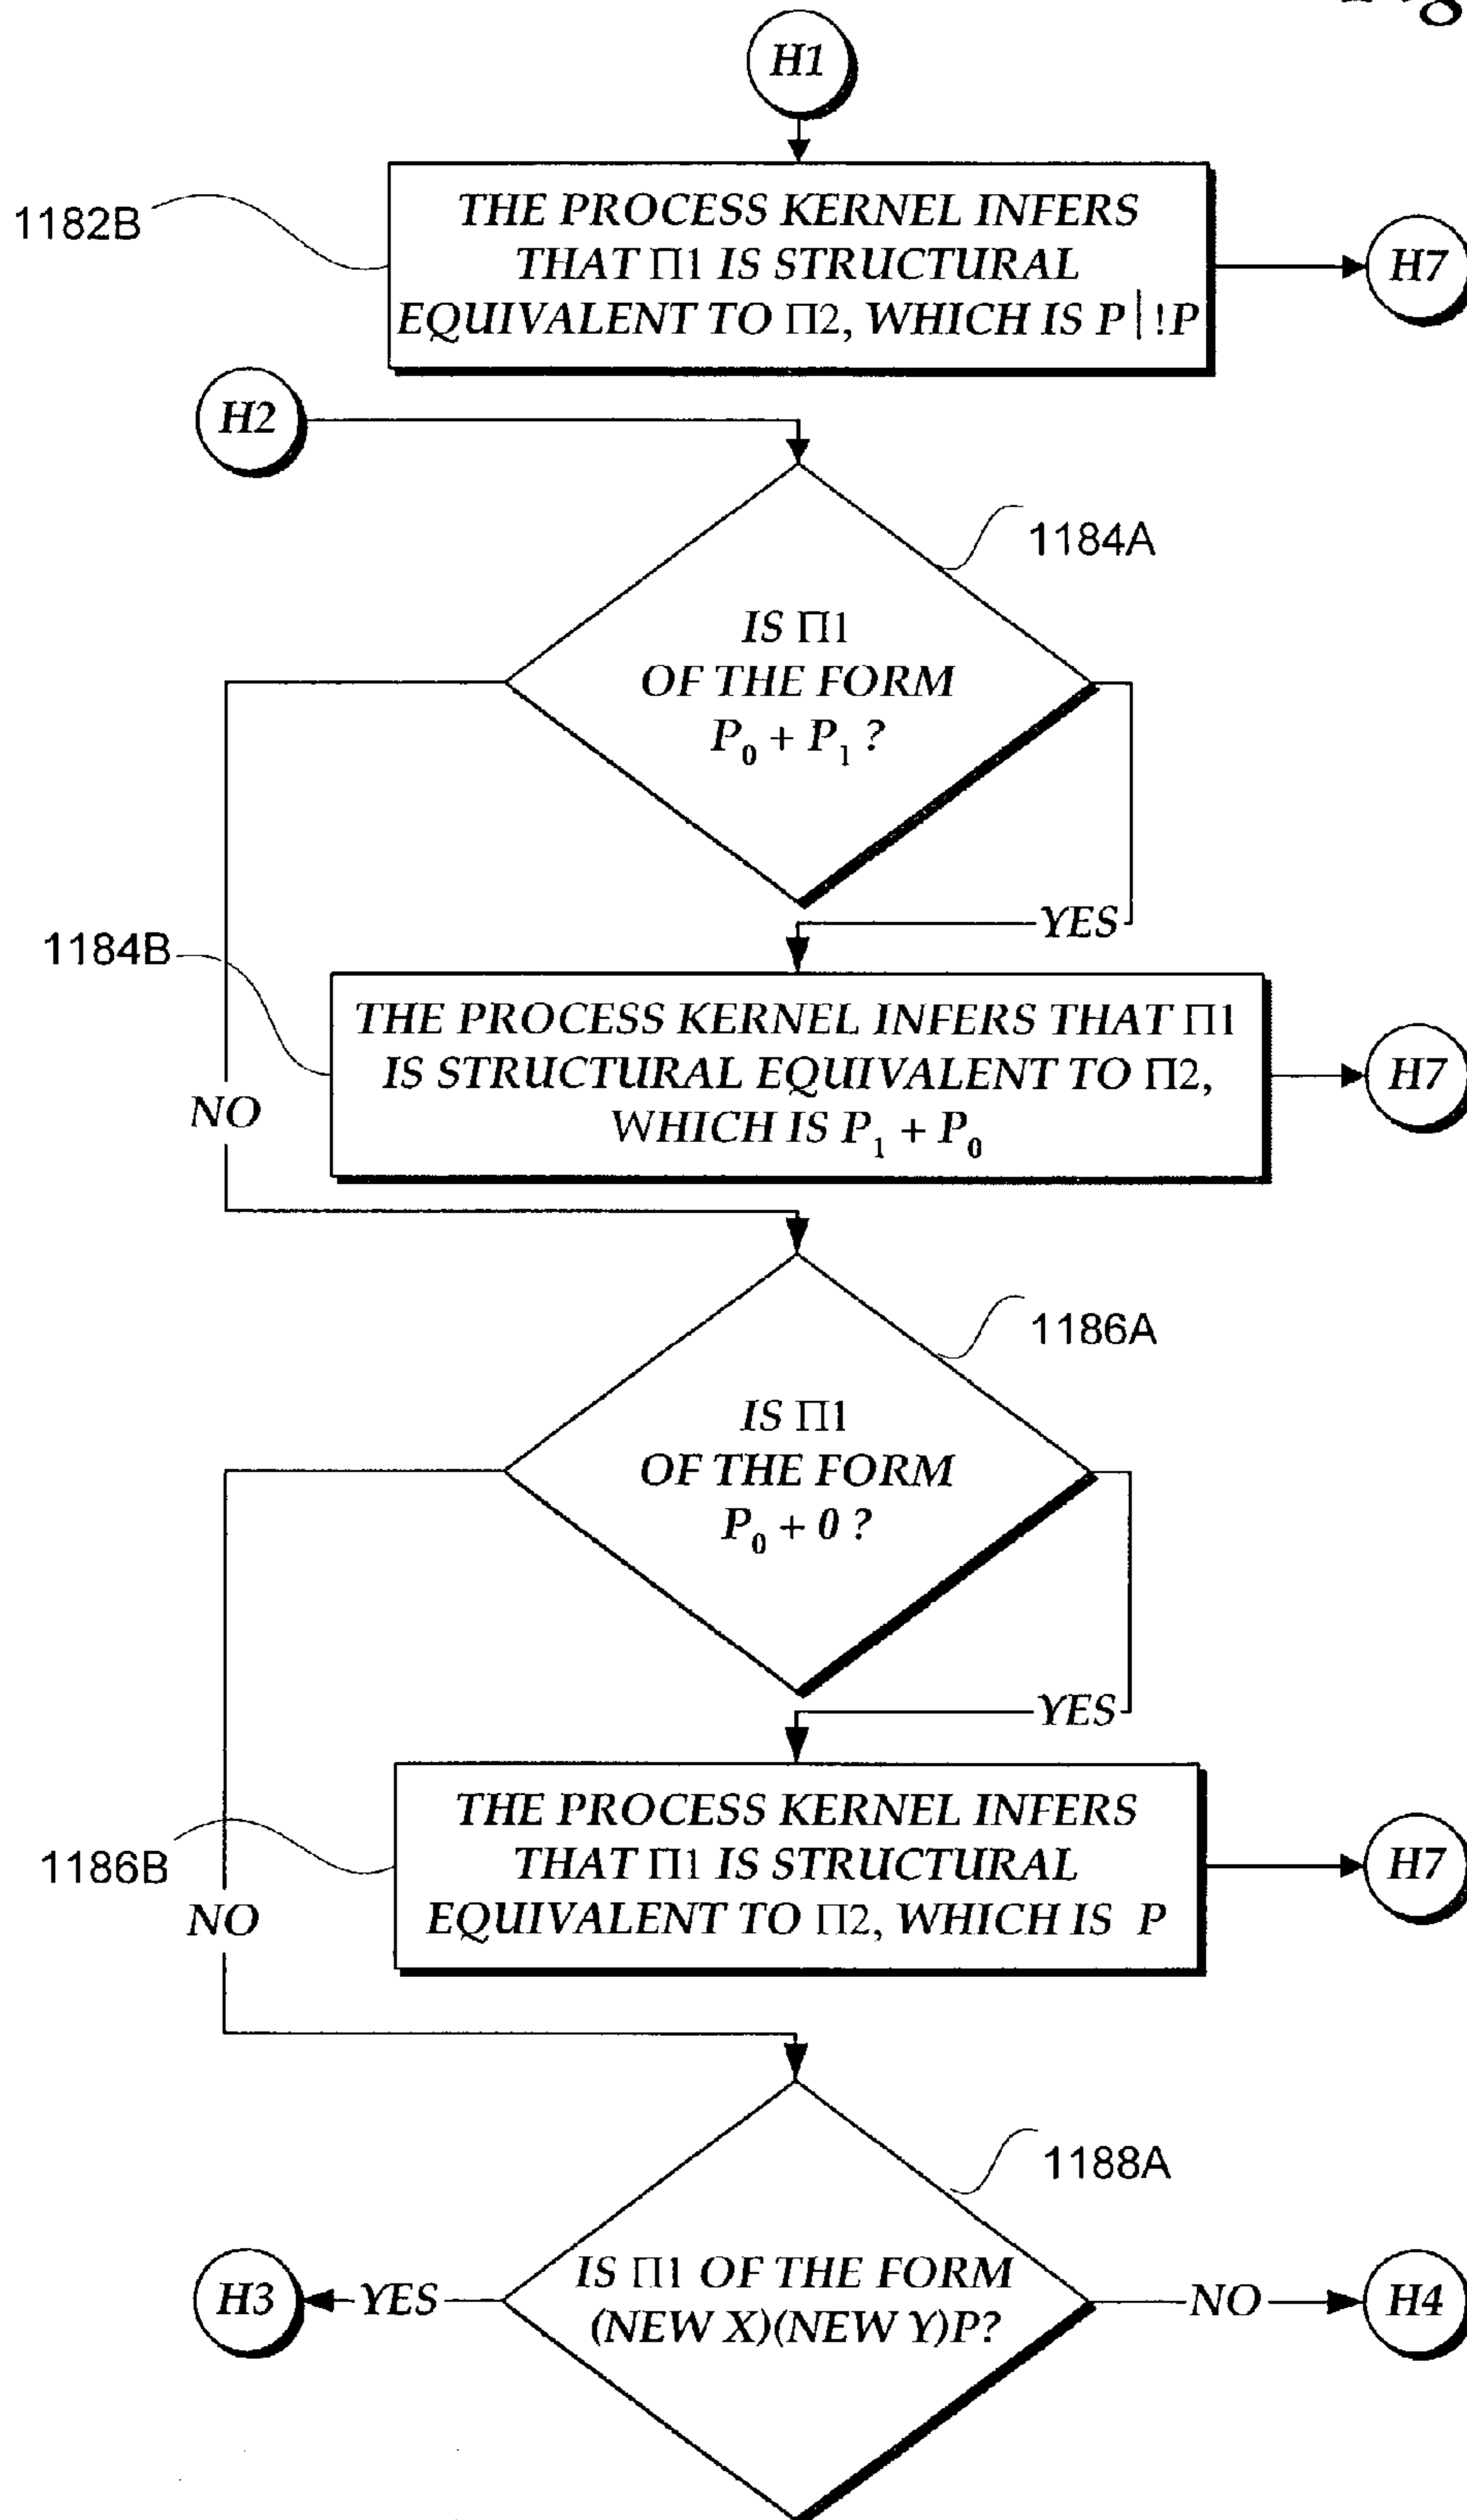 H1
1182B
THE PROCESS KERNEL INFERS
THAT Π1 IS STRUCTURAL
EQUIVALENT TO Π2, WHICH IS P | !P
H7
H2
1184A
IS Π1
OF THE FORM
P₀ + P₁ ?
YES
1184B
THE PROCESS KERNEL INFERS THAT Π1
IS STRUCTURAL EQUIVALENT TO Π2,
WHICH IS P₁ + P₀
H7
NO
1186A
IS Π1
OF THE FORM
P₀ + 0 ?
YES
1186B
THE PROCESS KERNEL INFERS
THAT Π1 IS STRUCTURAL
EQUIVALENT TO Π2, WHICH IS P
H7
NO
1188A
IS Π1 OF THE FORM
(NEW X)(NEW Y)P?
H3
YES
NO
H4